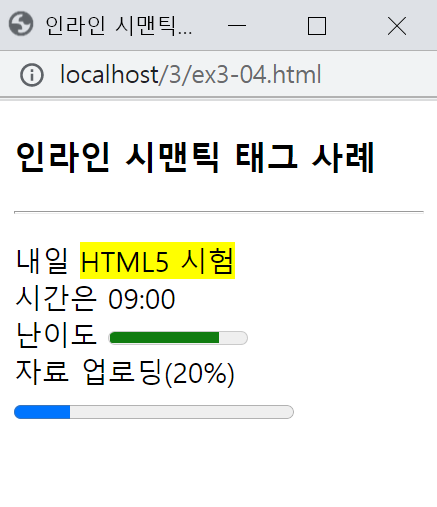 인라인 시맨틱...
localhost/3/ex3-04.html
인라인 시맨틱 태그 사례
내일 HTML5 시험
시간은 09:00
난이도
자료 업로딩(20%)